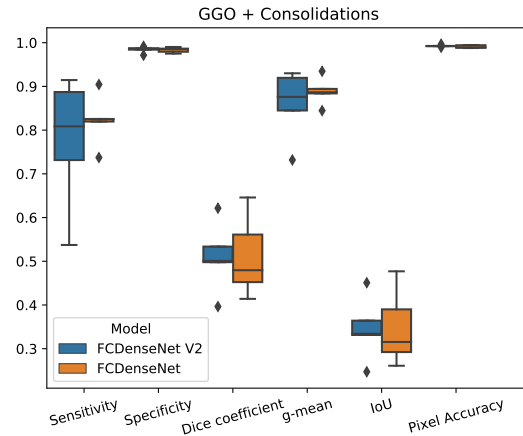 GGO + Consolidations
1.0
0.9
0.8
0.7
0.6
0.5
0.4
0.3
Model
FCDenseNet V2
FCDenseNet
Sensitivity
Specificity
Dice coefficient
g-mean
IoU
Pixel Accuracy